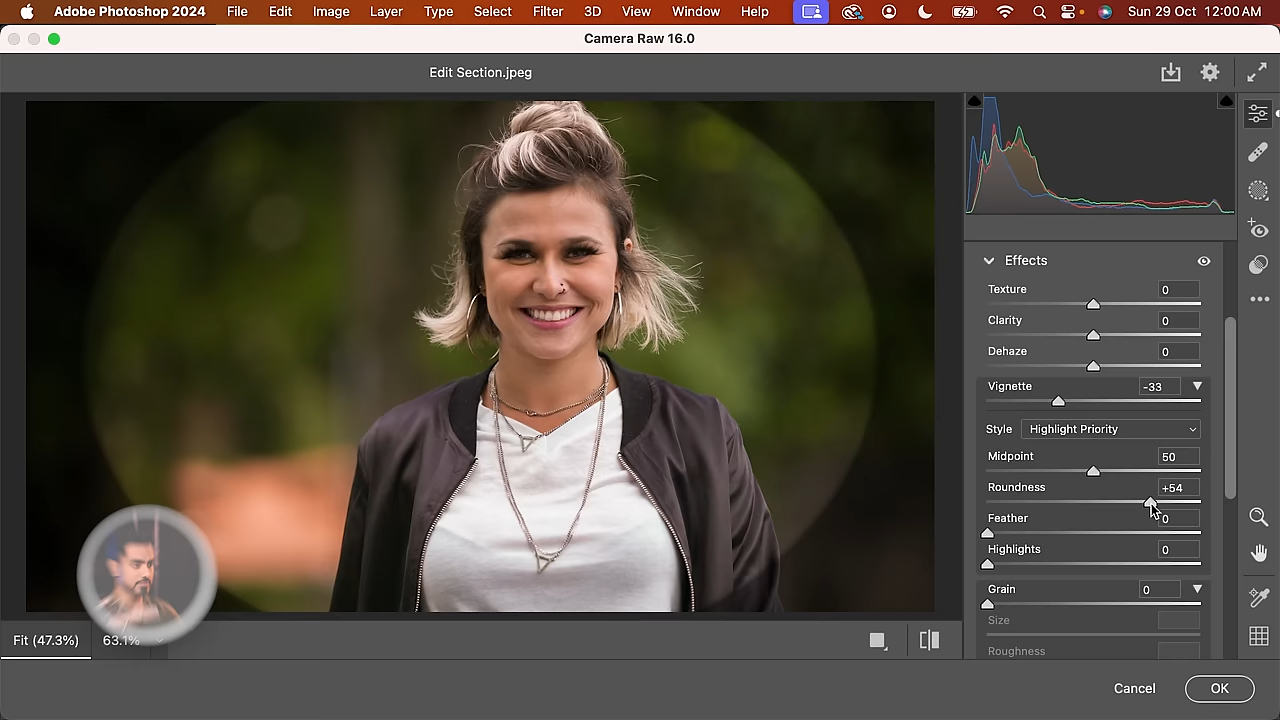 Adobe Photoshop 2024 File Edit Image Layer Type Select Filter 3D View Window Help Sun 29 Oct 12:00 AM
Camera Raw 16.0
Edit Section.jpeg
Effects
Texture 0
Clarity 0
Dehaze 0
Vignette -33
Style Highlight Priority
Midpoint 50
Roundness +54
Feather 0
Highlights 0
Grain 0
Size
Roughness
Fit (47.3%) 63.1%
Cancel OK